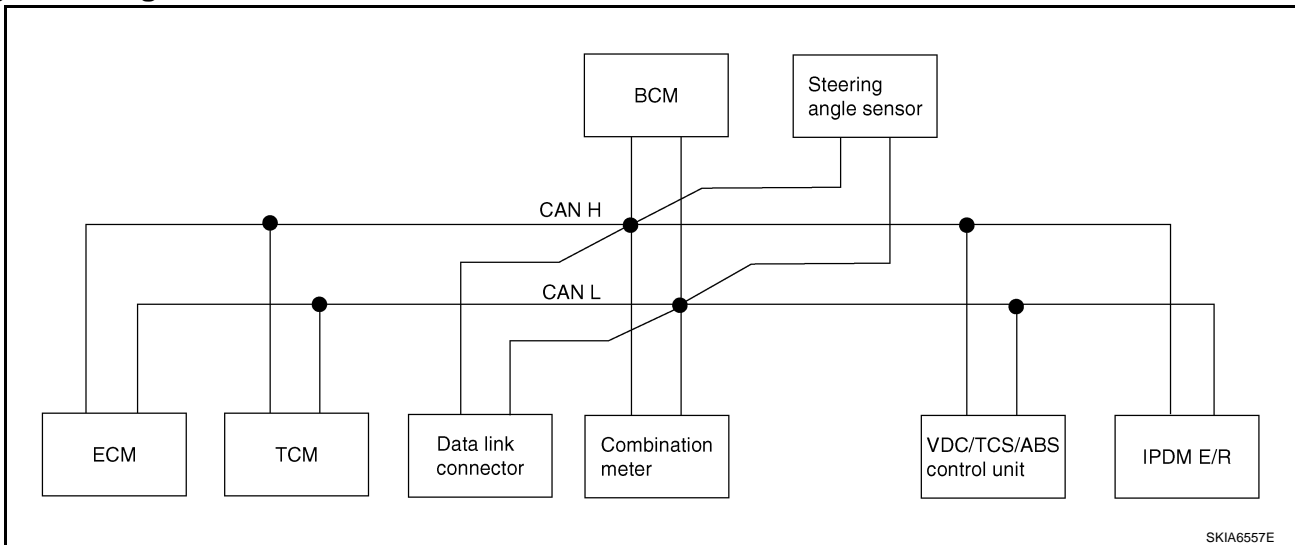 BCM
Steering
angle sensor
CAN H
CAN L
ECM
TCM
Data link
connector
Combination
meter
VDC/TCS/ABS
control unit
IPDM E/R
SKIA6557E